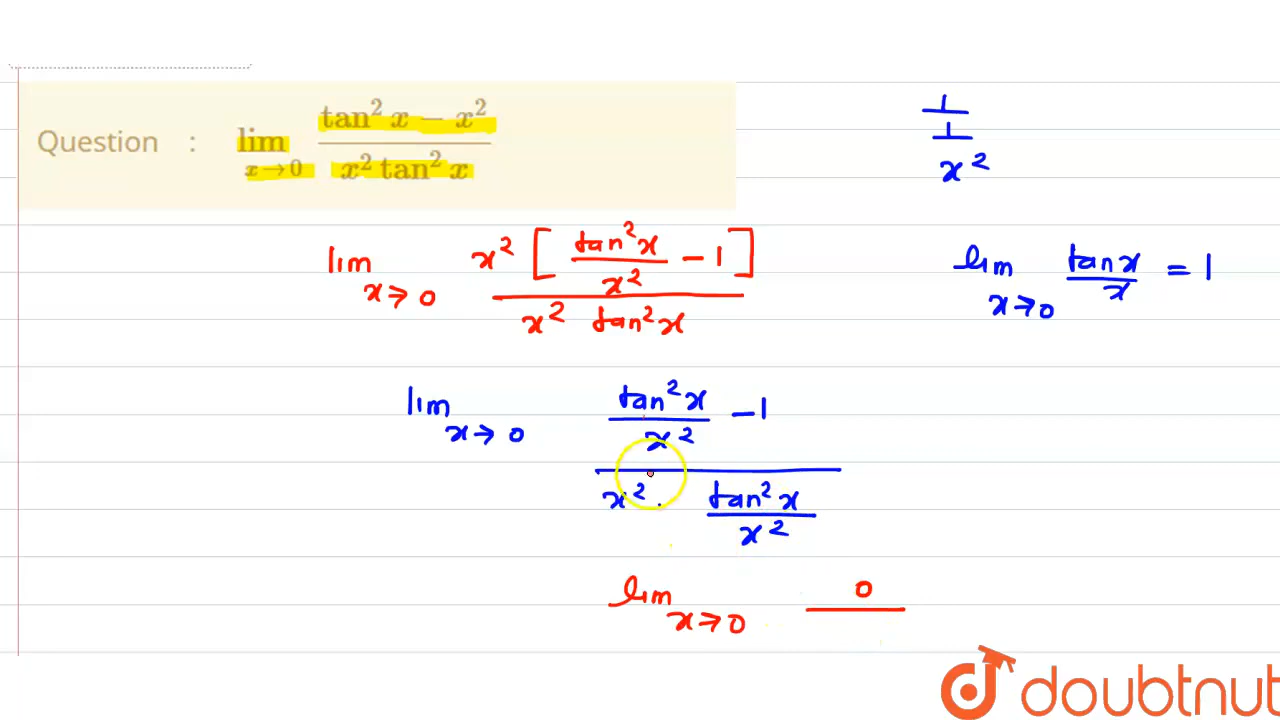 Question : lim x→0 (tan² x − x²) / (x² tan² x)
1 / (1 / x²)
lim x→0 x² [ tan²x / x² − 1 ] / (x² tan²x)
lim x→0 tanx / x = 1
lim x→0 (tan²x / x² − 1) / (x² . tan²x / x²)
lim x→0 0 /
doubtnut